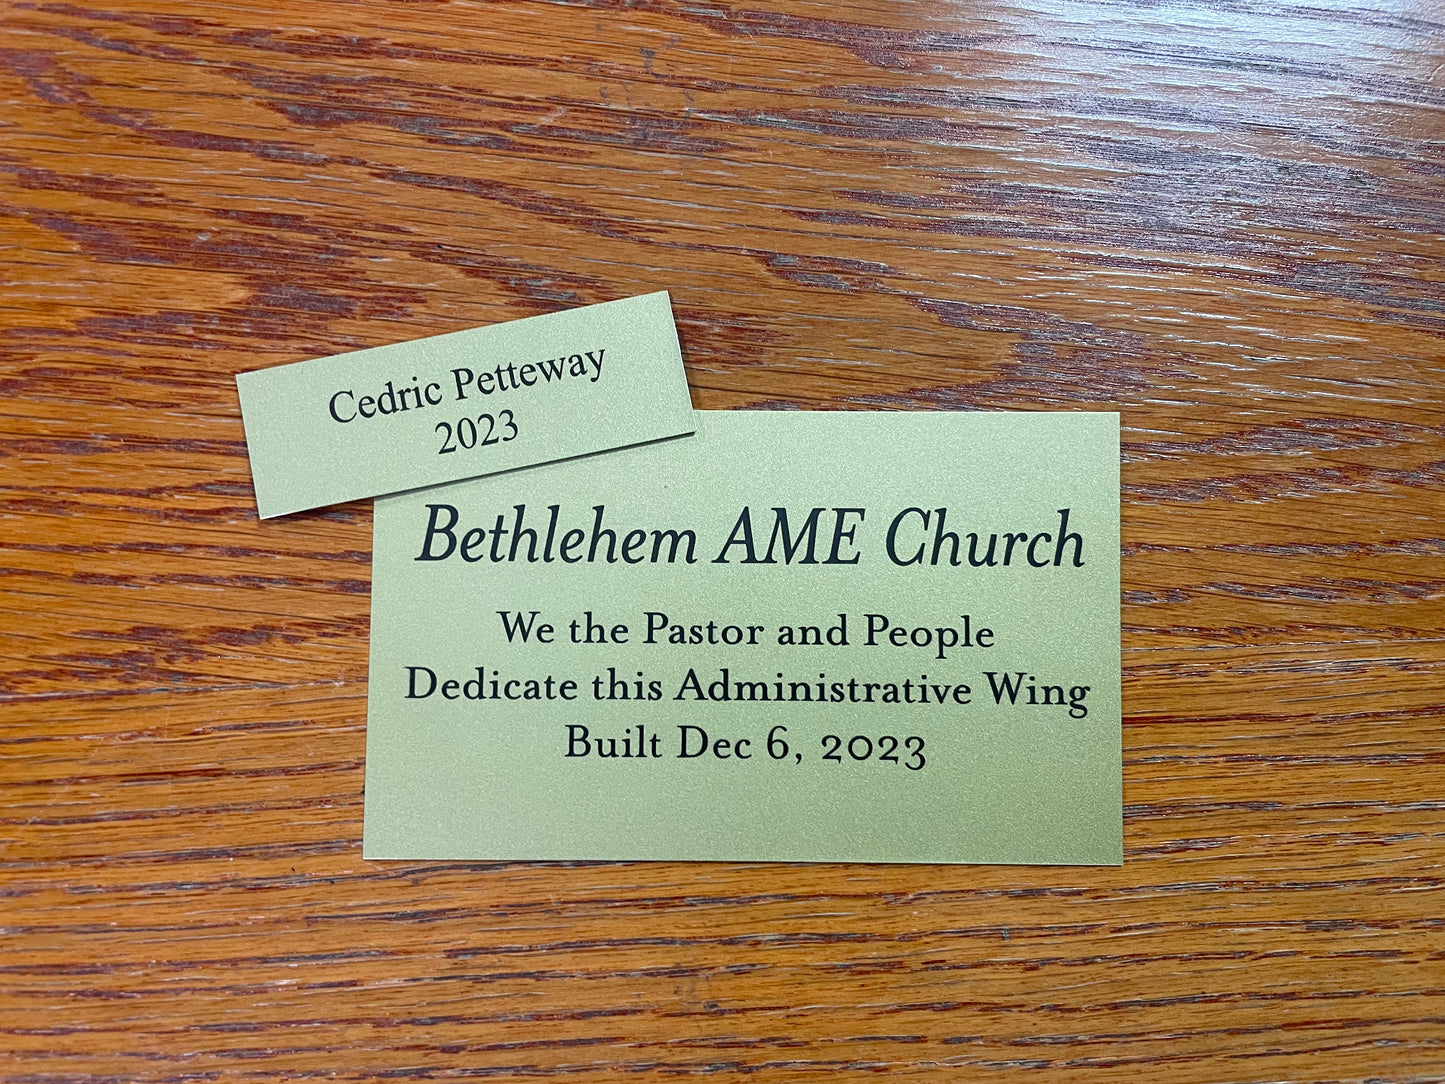 Cedric Petteway
2023
Bethlehem AME Church
We the Pastor and People
Dedicate this Administrative Wing
Built Dec 6, 2023